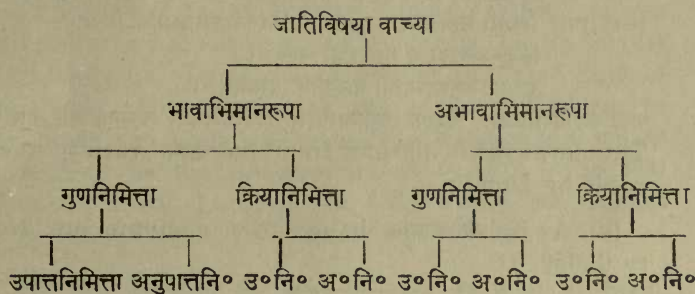 जातिविषया वाच्या
भावाभिमानरूपा अभावाभिमानरूपा
गुणनिमित्ता क्रियानिमित्ता गुणनिमित्ता क्रियानिमित्ता
उपात्तनिमित्ता अनुपात्तनि० उ०नि० अ०नि० उ०नि० अ०नि० उ०नि० अ०नि०